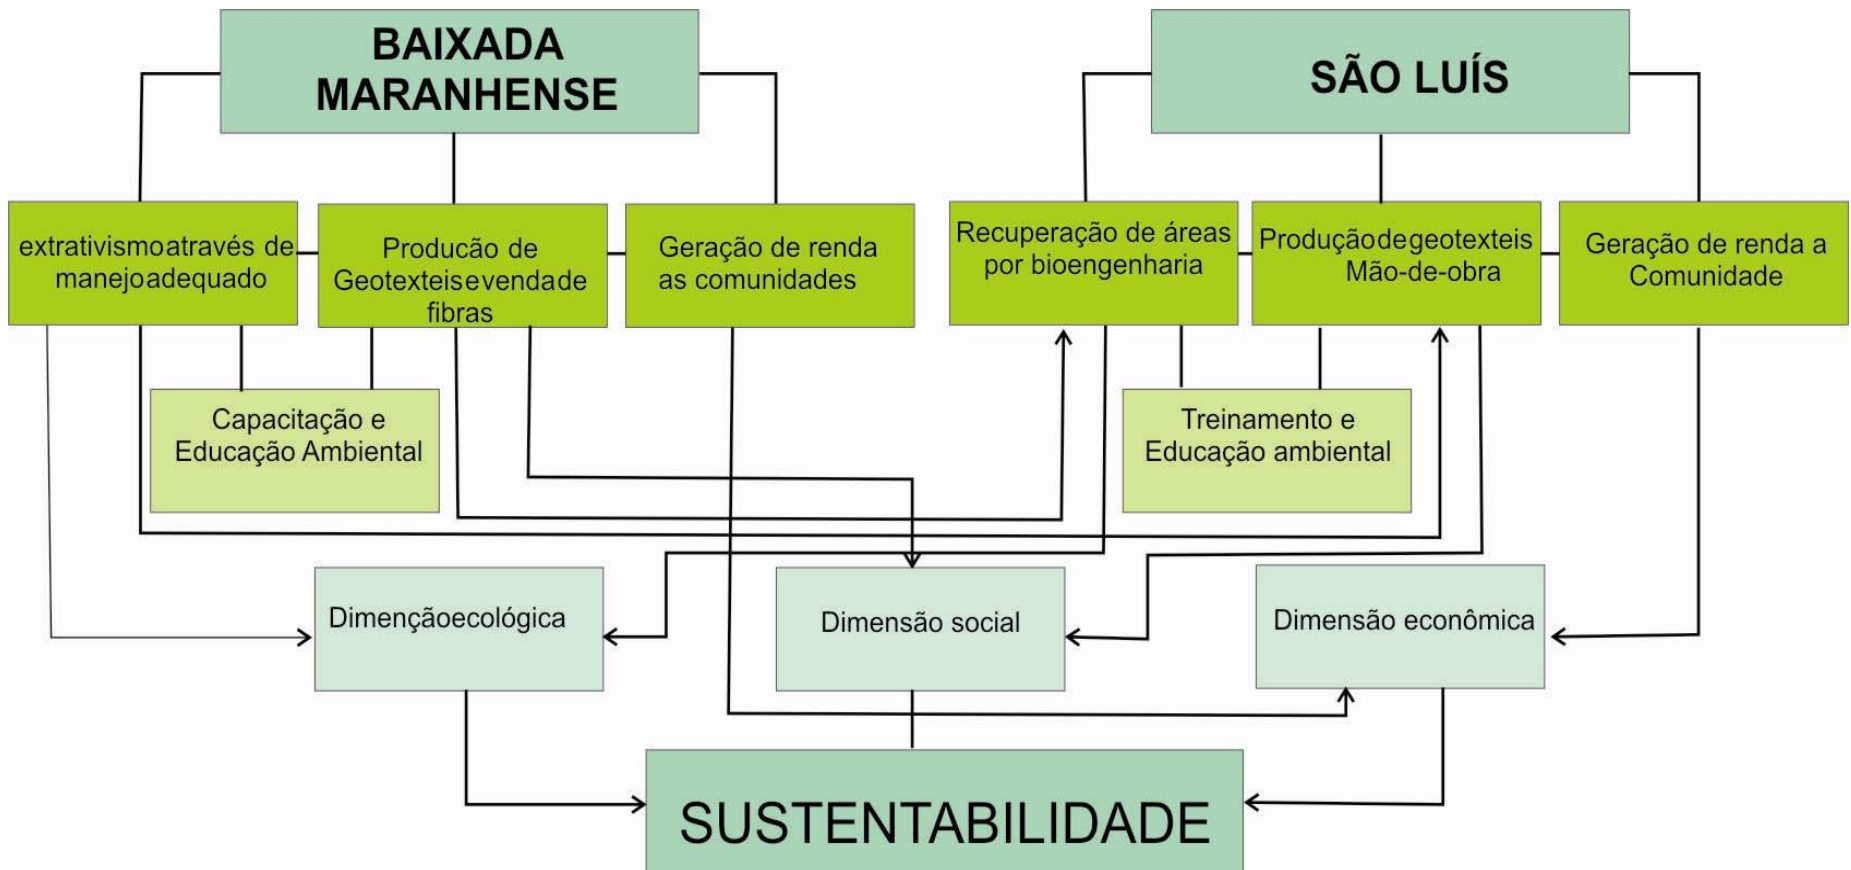 BAIXADA
MARANHENSE
SÃO LUÍS
extrativismoatravés de
manejoadequado
Producão de
Geotexteisevendade
fibras
Geração de renda
as comunidades
Recuperação de áreas
por bioengenharia
Produçãodegeotexteis
Mão-de-obra
Geração de renda a
Comunidade
Capacitação e
Educação Ambiental
Treinamento e
Educação ambiental
Dimençãoecológica
Dimensão social
Dimensão econômica
SUSTENTABILIDADE